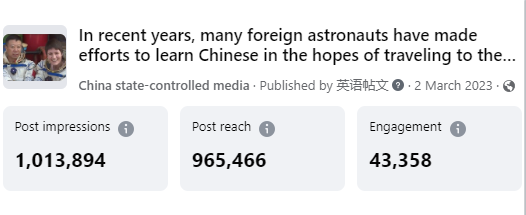 In recent years, many foreign astronauts have made
efforts to learn Chinese in the hopes of traveling to the...
China state-controlled media · Published by 英语帖文 · 2 March 2023 ·
Post impressions
Post reach
Engagement
1,013,894
965,466
43,358